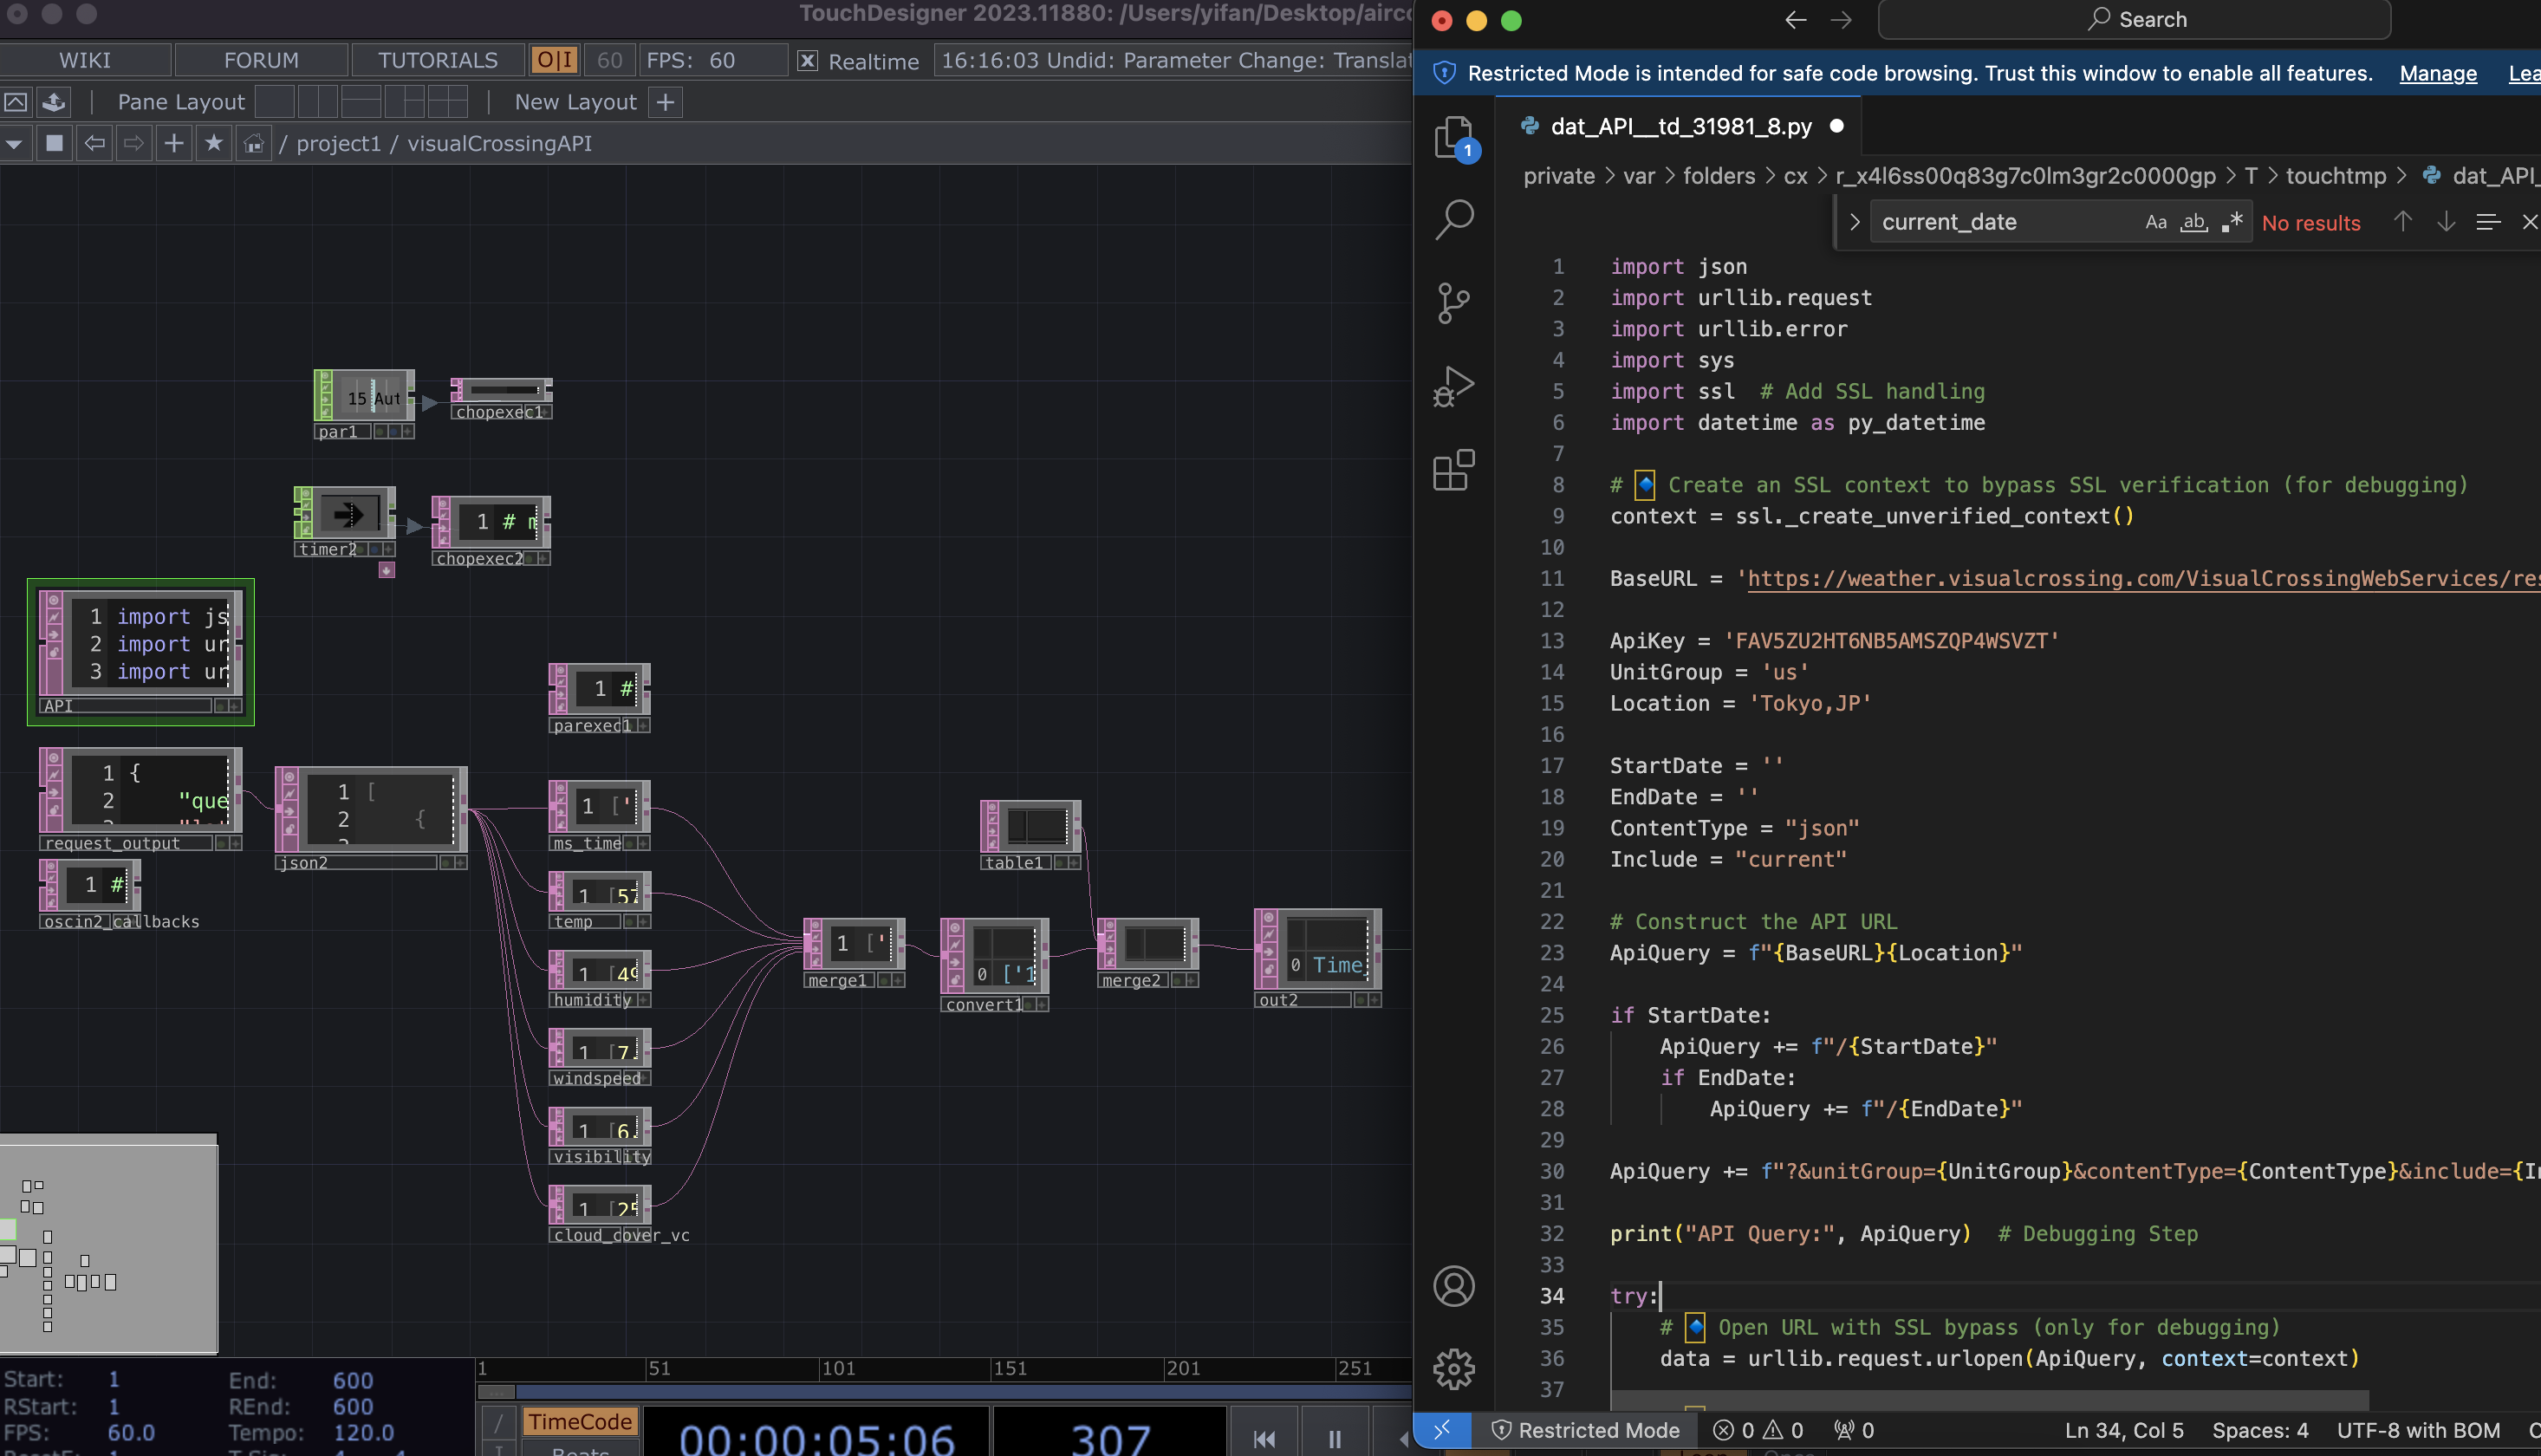 TouchDesigner 2023.11880: /Users/yifan/Desktop/airco
WIKI FORUM TUTORIALS O|I 60 FPS: 60 Realtime 16:16:03 Undid: Parameter Change: Translat
Pane Layout New Layout
/ project1 / visualCrossingAPI
15 Aut
par1
chopexec1
timer2
1 #
chopexec2
1 import js
2 import ur
3 import ur
API
1 #
parexec1
1 {
2 "que
request_output
1 [
2 {
json2
1 ['
ms_time
1 #
oscin2_callbacks
1 [57
temp
1 [49
humidity
1 [7.
windspeed
1 [6.
visibility
1 [25
cloud_cover_vc
table1
1 ['
merge1
0 ['1
convert1
merge2
0 Time
out2
Start: 1 End: 600
RStart: 1 REnd: 600
FPS: 60.0 Tempo: 120.0
1 51 101 151 201 251
TimeCode 00:00:05:06 307
Beats
Search
Restricted Mode is intended for safe code browsing. Trust this window to enable all features. Manage Lea
1
dat_API__td_31981_8.py
private > var > folders > cx > r_x4l6ss00q83g7c0lm3gr2c0000gp > T > touchtmp > dat_API_
current_date Aa ab .* No results
1 import json
2 import urllib.request
3 import urllib.error
4 import sys
5 import ssl # Add SSL handling
6 import datetime as py_datetime
7
8 # 🔹 Create an SSL context to bypass SSL verification (for debugging)
9 context = ssl._create_unverified_context()
10
11 BaseURL = 'https://weather.visualcrossing.com/VisualCrossingWebServices/res
12
13 ApiKey = 'FAV5ZU2HT6NB5AMSZQP4WSVZT'
14 UnitGroup = 'us'
15 Location = 'Tokyo,JP'
16
17 StartDate = ''
18 EndDate = ''
19 ContentType = "json"
20 Include = "current"
21
22 # Construct the API URL
23 ApiQuery = f"{BaseURL}{Location}"
24
25 if StartDate:
26 ApiQuery += f"/{StartDate}"
27 if EndDate:
28 ApiQuery += f"/{EndDate}"
29
30 ApiQuery += f"?&unitGroup={UnitGroup}&contentType={ContentType}&include={In
31
32 print("API Query:", ApiQuery) # Debugging Step
33
34 try:
35 # 🔹 Open URL with SSL bypass (only for debugging)
36 data = urllib.request.urlopen(ApiQuery, context=context)
37
Restricted Mode 0 0 0 Ln 34, Col 5 Spaces: 4 UTF-8 with BOM